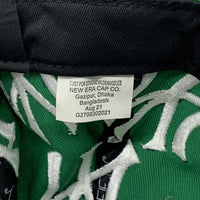 NEW ERA CAP CO.
Gazipur, Dhaka
Bangladesh
Aug 21
G2708302021